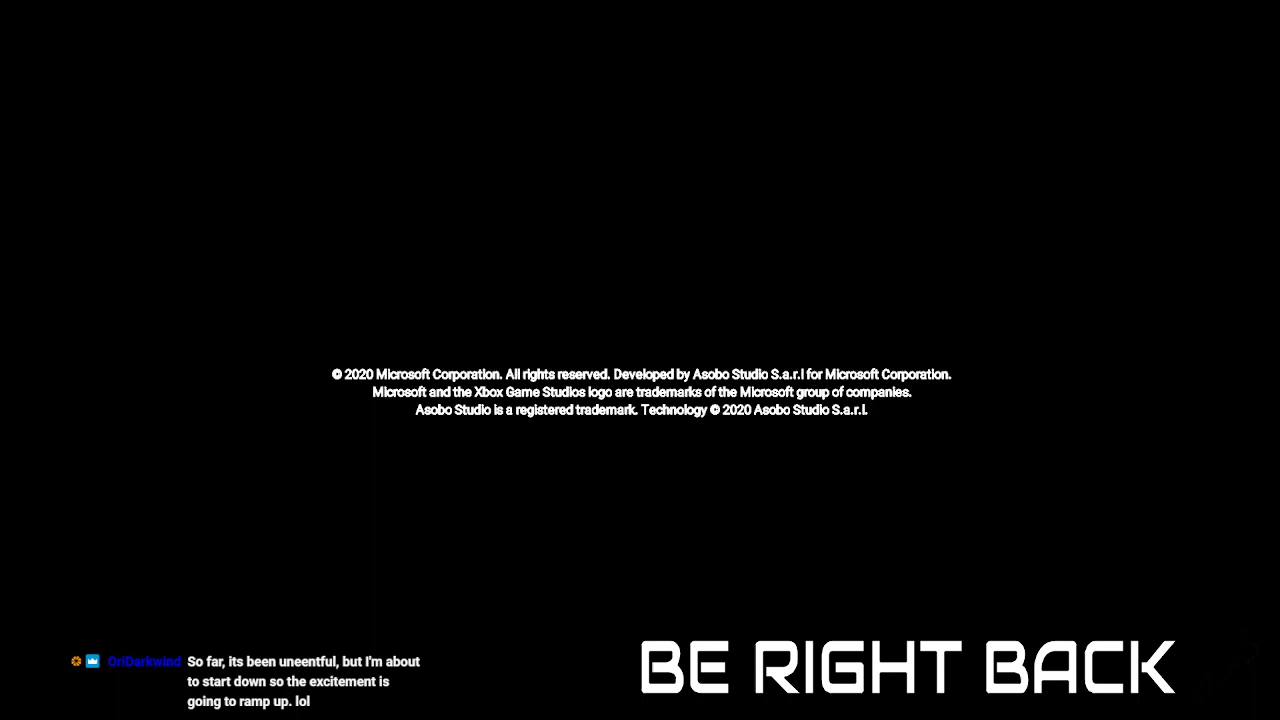 © 2020 Microsoft Corporation. All rights reserved. Developed by Asobo Studio S.a.r.l for Microsoft Corporation.
Microsoft and the Xbox Game Studios logo are trademarks of the Microsoft group of companies.
Asobo Studio is a registered trademark. Technology © 2020 Asobo Studio S.a.r.l.
OriDarkwind So far, its been uneentful, but I'm about
to start down so the excitement is
going to ramp up. lol
BE RIGHT BACK